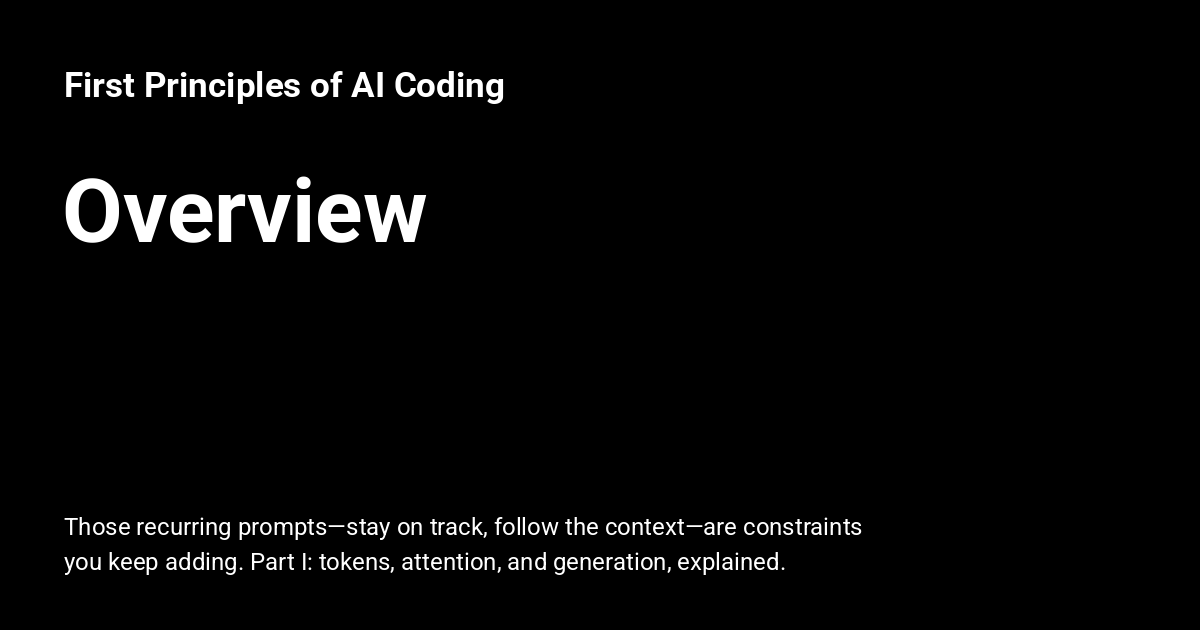 First Principles of AI Coding
Overview
Those recurring prompts—stay on track, follow the context—are constraints
you keep adding. Part I: tokens, attention, and generation, explained.